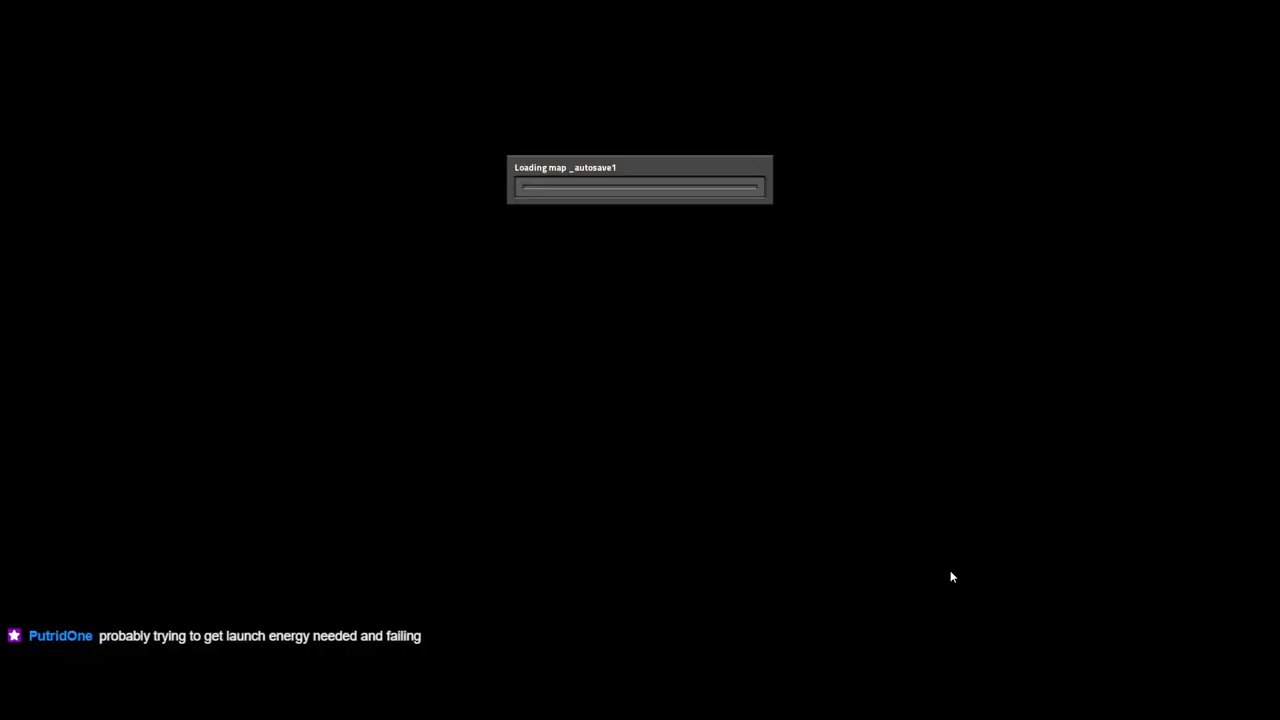 Loading map _autosave1
PutridOne probably trying to get launch energy needed and failing